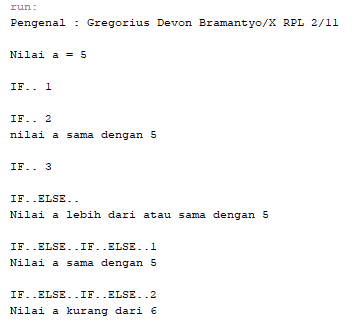 run:
Pengenal : Gregorius Devon Bramantyo/X RPL 2/11
Nilai a = 5
IF.. 1
IF.. 2
nilai a sama dengan 5
IF.. 3
IF..ELSE..
Nilai a lebih dari atau sama dengan 5
IF..ELSE..IF..ELSE..1
Nilai a sama dengan 5
IF..ELSE..IF..ELSE..2
Nilai a kurang dari 6